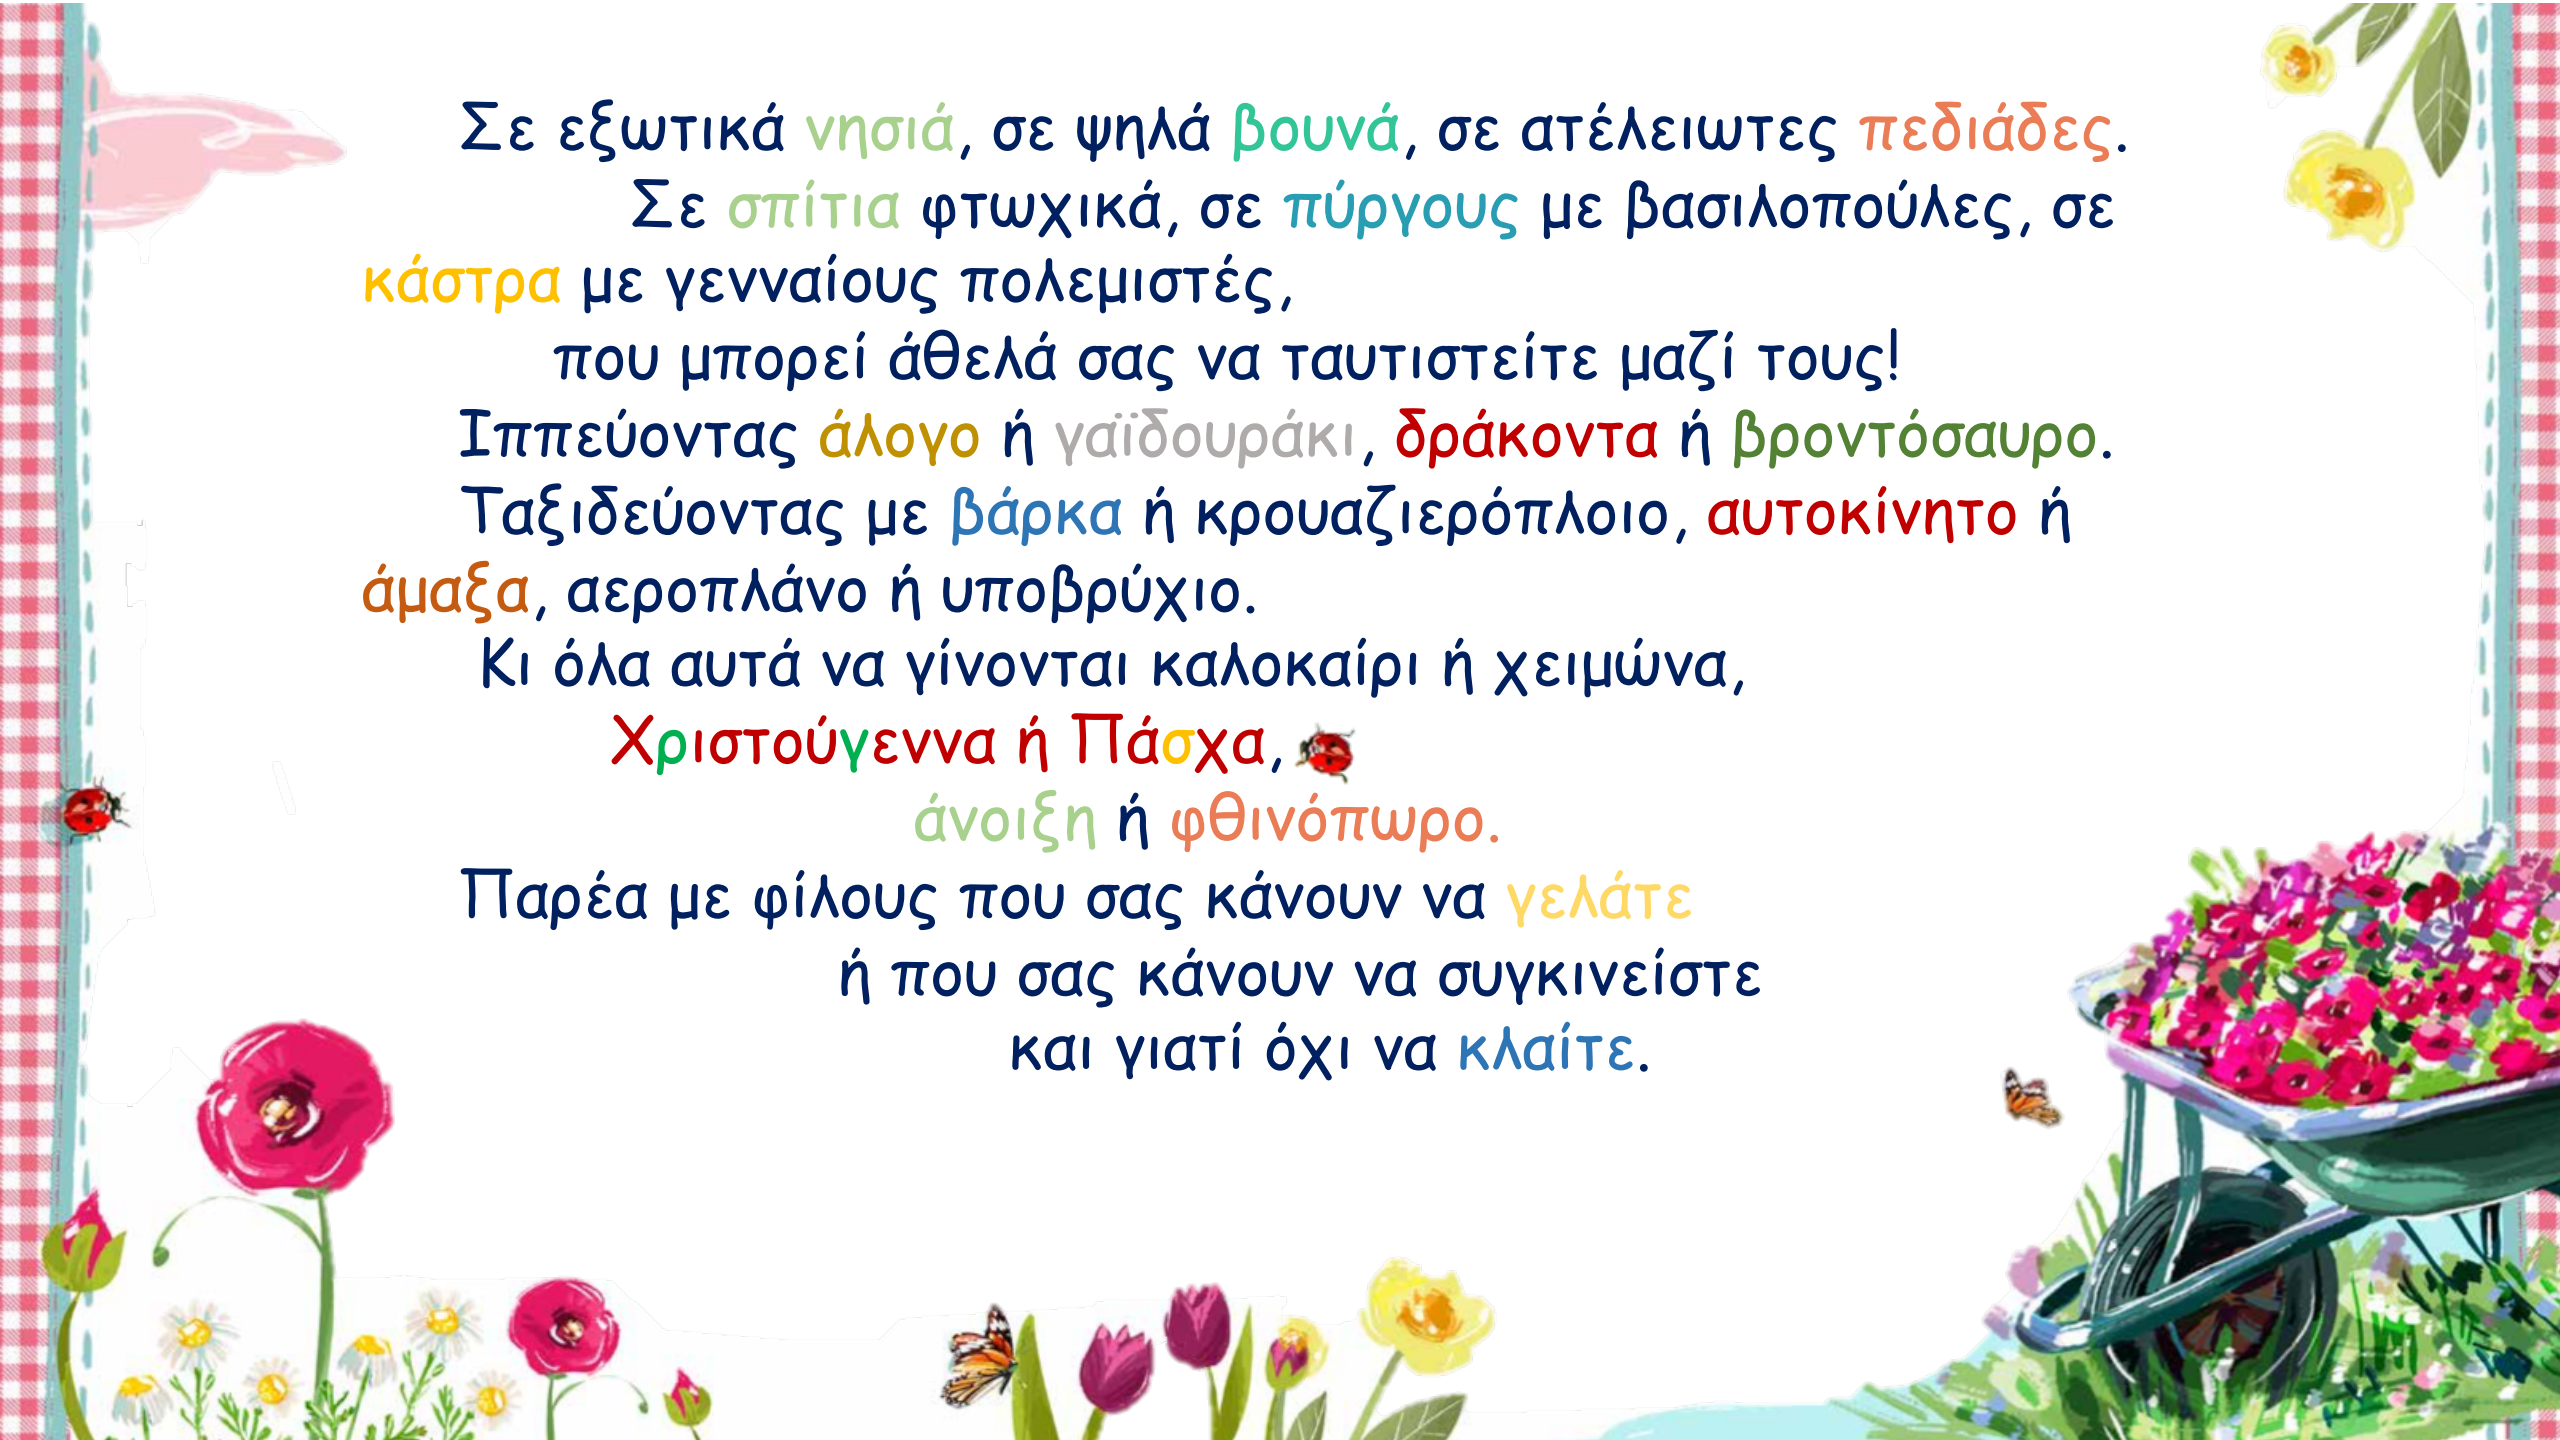 Σε εξωτικά νησιά, σε ψηλά βουνά, σε ατέλειωτες πεδιάδες.
Σε σπίτια φτωχικά, σε πύργους με βασιλοπούλες, σε
κάστρα με γενναίους πολεμιστές,
που μπορεί άθελά σας να ταυτιστείτε μαζί τους!
Ιππεύοντας άλογο ή γαϊδουράκι, δράκοντα ή βροντόσαυρο.
Ταξιδεύοντας με βάρκα ή κρουαζιερόπλοιο, αυτοκίνητο ή
άμαξα, αεροπλάνο ή υποβρύχιο.
Κι όλα αυτά να γίνονται καλοκαίρι ή χειμώνα,
Χριστούγεννα ή Πάσχα,
άνοιξη ή φθινόπωρο.
Παρέα με φίλους που σας κάνουν να γελάτε
ή που σας κάνουν να συγκινείστε
και γιατί όχι να κλαίτε.